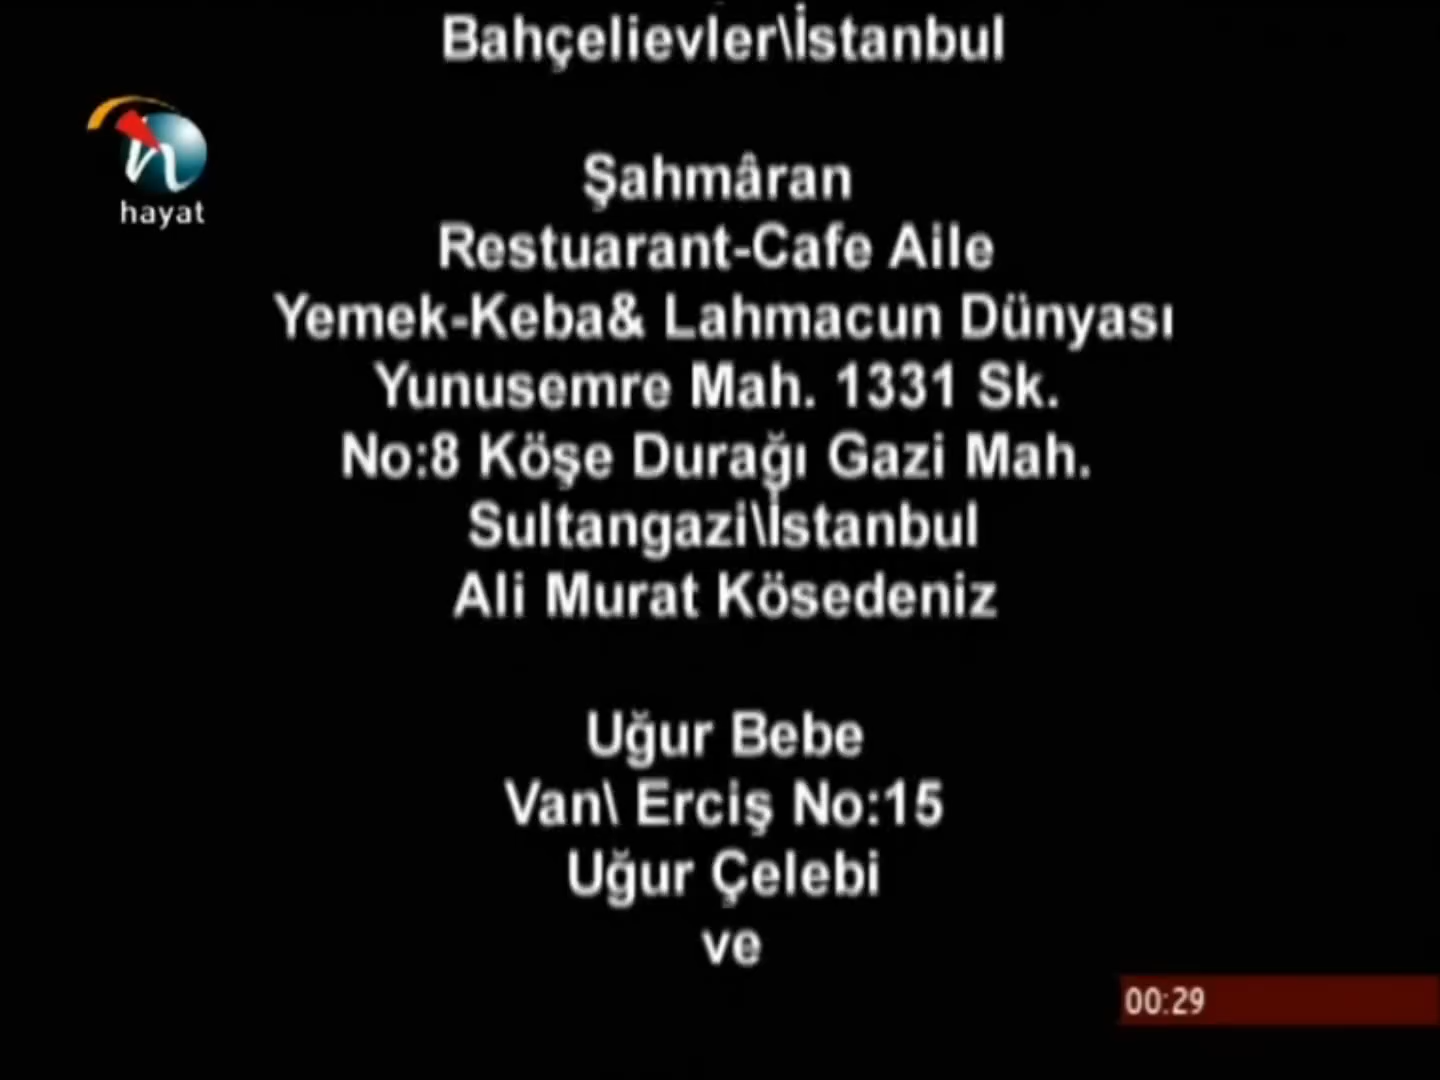 Bahçelievler\İstanbul
hayat
Şahmâran
Restuarant-Cafe Aile
Yemek-Keba& Lahmacun Dünyası
Yunusemre Mah. 1331 Sk.
No:8 Köşe Durağı Gazi Mah.
Sultangazi\İstanbul
Ali Murat Kösedeniz
Uğur Bebe
Van\ Erciş No:15
Uğur Çelebi
ve
00:29